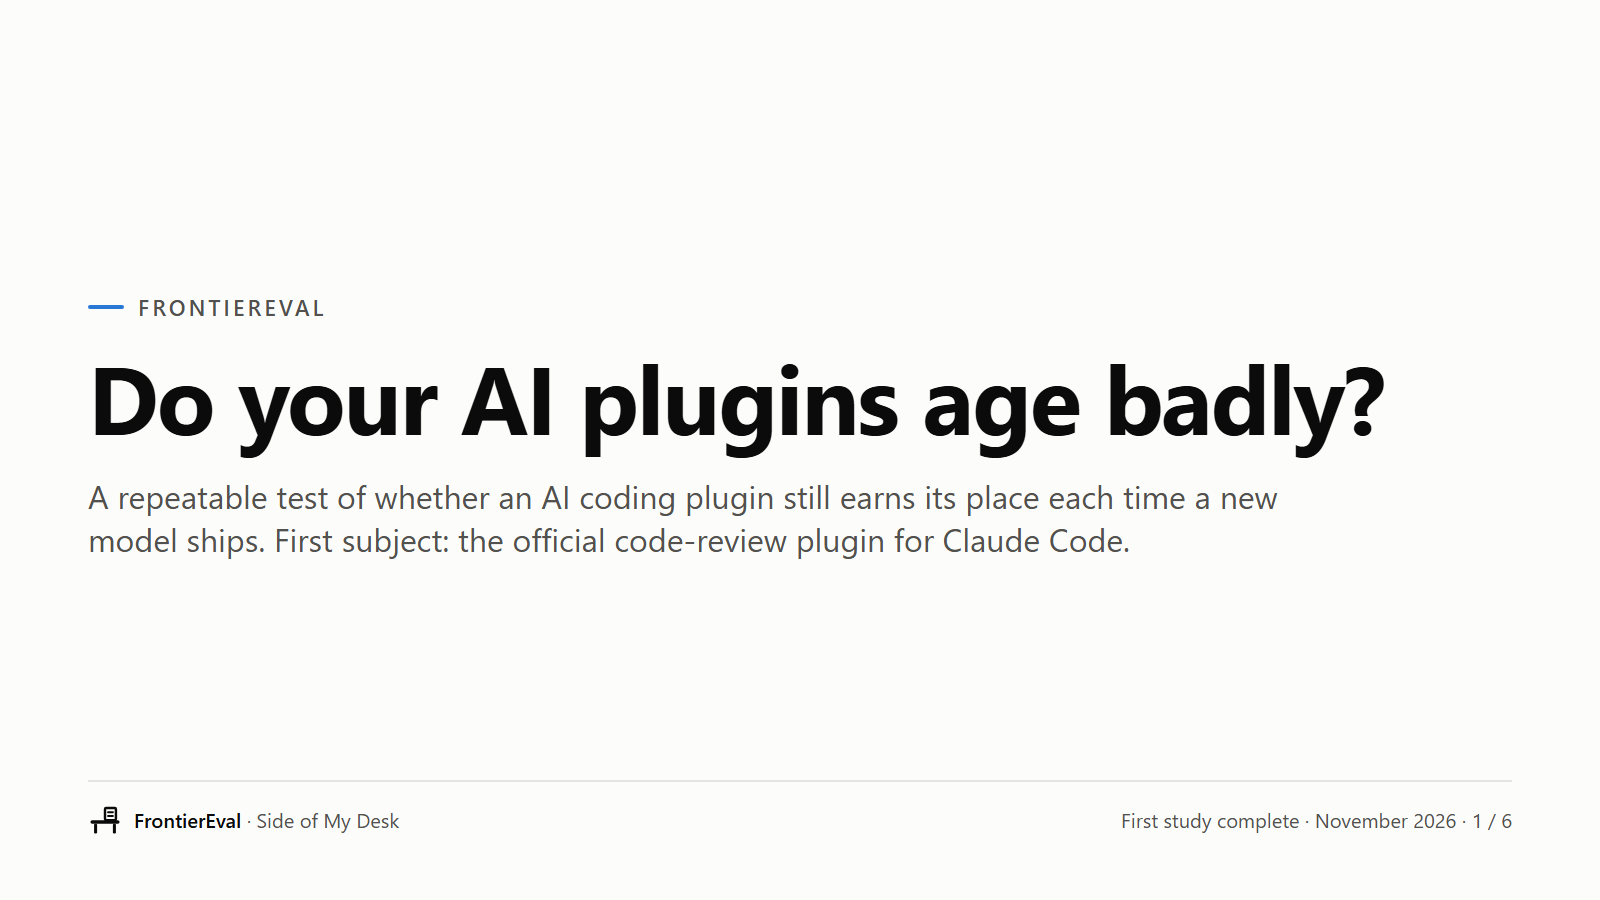 FRONTIEREVAL
Do your AI plugins age badly?
A repeatable test of whether an AI coding plugin still earns its place each time a new
model ships. First subject: the official code-review plugin for Claude Code.
FrontierEval · Side of My Desk
First study complete · November 2026 · 1 / 6